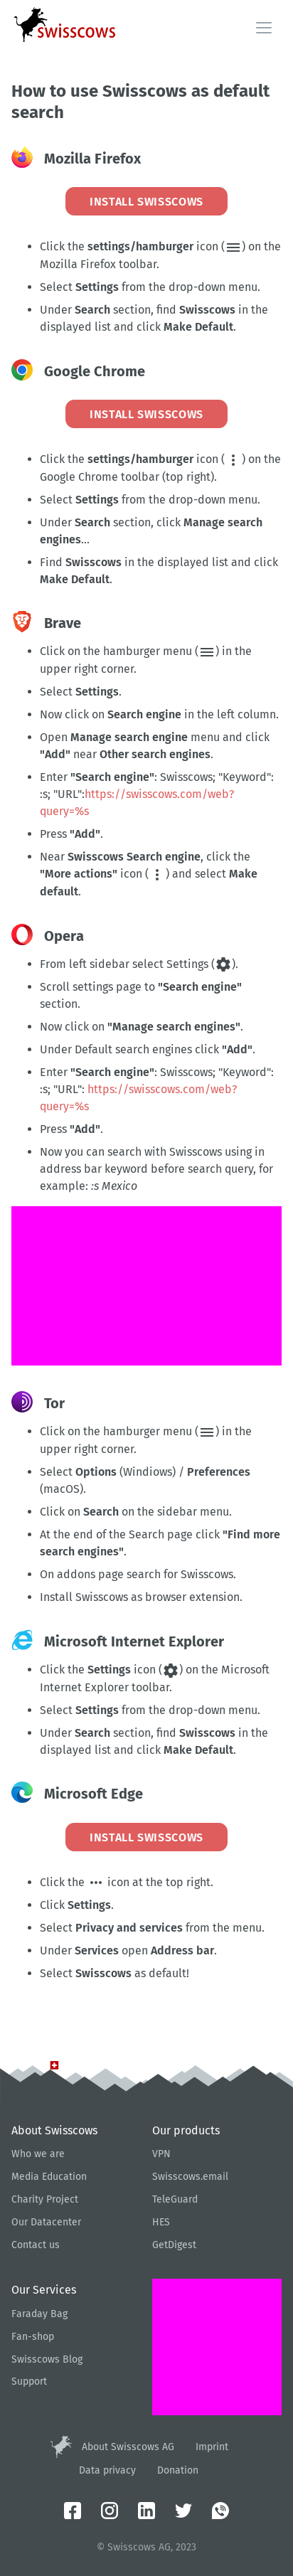 swisscows
How to use Swisscows as default
search
Mozilla Firefox
INSTALL SWISSCOWS
Click the settings/hamburger icon ( ) on the
Mozilla Firefox toolbar.
Select Settings from the drop-down menu.
Under Search section, find Swisscows in the
displayed list and click Make Default.
Google Chrome
INSTALL SWISSCOWS
Click the settings/hamburger icon ( ) on the
Google Chrome toolbar (top right).
Select Settings from the drop-down menu.
Under Search section, click Manage search
engines...
Find Swisscows in the displayed list and click
Make Default.
Brave
Click on the hamburger menu ( ) in the
upper right corner.
Select Settings.
Now click on Search engine in the left column.
Open Manage search engine menu and click
"Add" near Other search engines.
Enter "Search engine": Swisscows; "Keyword":
:s; "URL":https://swisscows.com/web?
query=%s
Press "Add".
Near Swisscows Search engine, click the
"More actions" icon ( ) and select Make
default.
Opera
From left sidebar select Settings ( ).
Scroll settings page to "Search engine"
section.
Now click on "Manage search engines".
Under Default search engines click "Add".
Enter "Search engine": Swisscows; "Keyword":
:s; "URL": https://swisscows.com/web?
query=%s
Press "Add".
Now you can search with Swisscows using in
address bar keyword before search query, for
example: :s Mexico
Tor
Click on the hamburger menu ( ) in the
upper right corner.
Select Options (Windiows) / Preferences
(macOS).
Click on Search on the sidebar menu.
At the end of the Search page click "Find more
search engines".
On addons page search for Swisscows.
Install Swisscows as browser extension.
Microsoft Internet Explorer
Click the Settings icon ( ) on the Microsoft
Internet Explorer toolbar.
Select Settings from the drop-down menu.
Under Search section, find Swisscows in the
displayed list and click Make Default.
Microsoft Edge
INSTALL SWISSCOWS
Click the ••• icon at the top right.
Click Settings.
Select Privacy and services from the menu.
Under Services open Address bar.
Select Swisscows as default!
About Swisscows
Who we are
Media Education
Charity Project
Our Datacenter
Contact us
Our products
VPN
Swisscows.email
TeleGuard
HES
GetDigest
Our Services
Faraday Bag
Fan-shop
Swisscows Blog
Support
About Swisscows AG Imprint
Data privacy Donation
© Swisscows AG, 2023